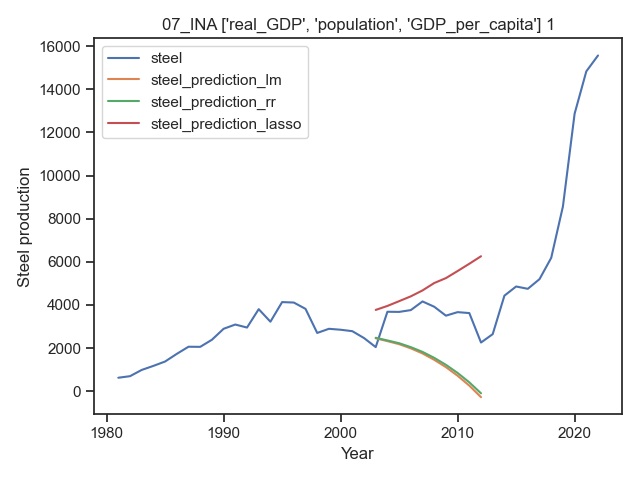 07_INA ['real_GDP', 'population', 'GDP_per_capita'] 1
16000
14000
12000
10000
8000
6000
4000
2000
0
Steel production
steel
steel_prediction_lm
steel_prediction_rr
steel_prediction_lasso
1980
1990
2000
2010
2020
Year